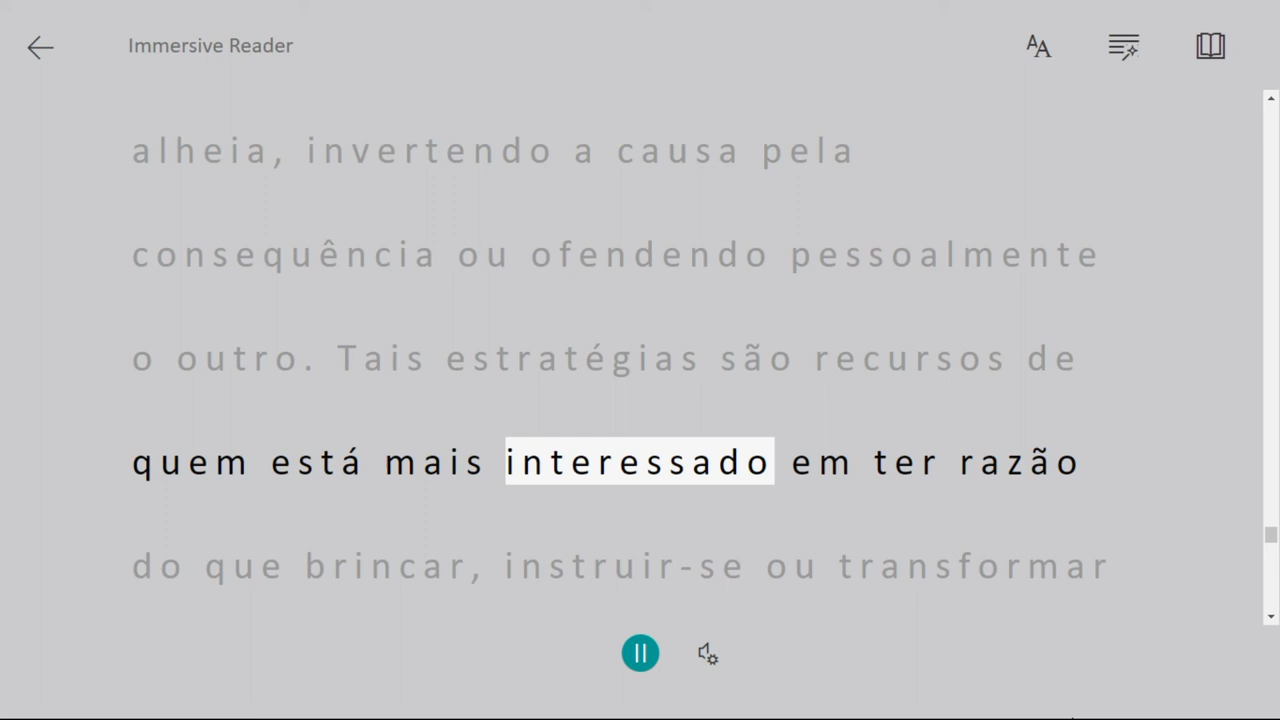 Immersive Reader
alheia, invertendo a causa pela
consequência ou ofendendo pessoalmente
o outro. Tais estratégias são recursos de
quem está mais interessado em ter razão
do que brincar, instruir-se ou transformar